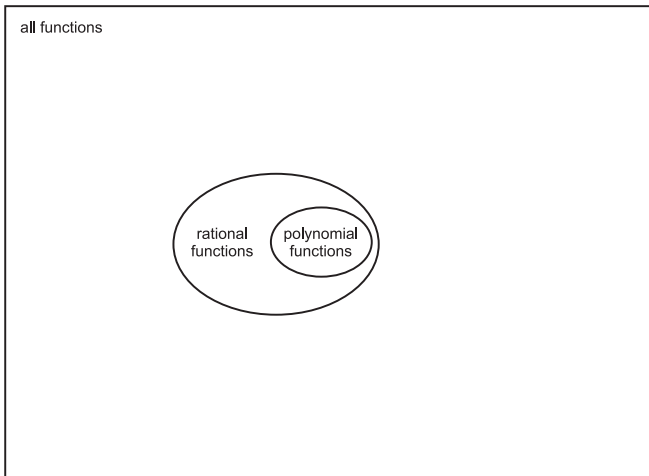 all functions
rational
functions
polynomial
functions